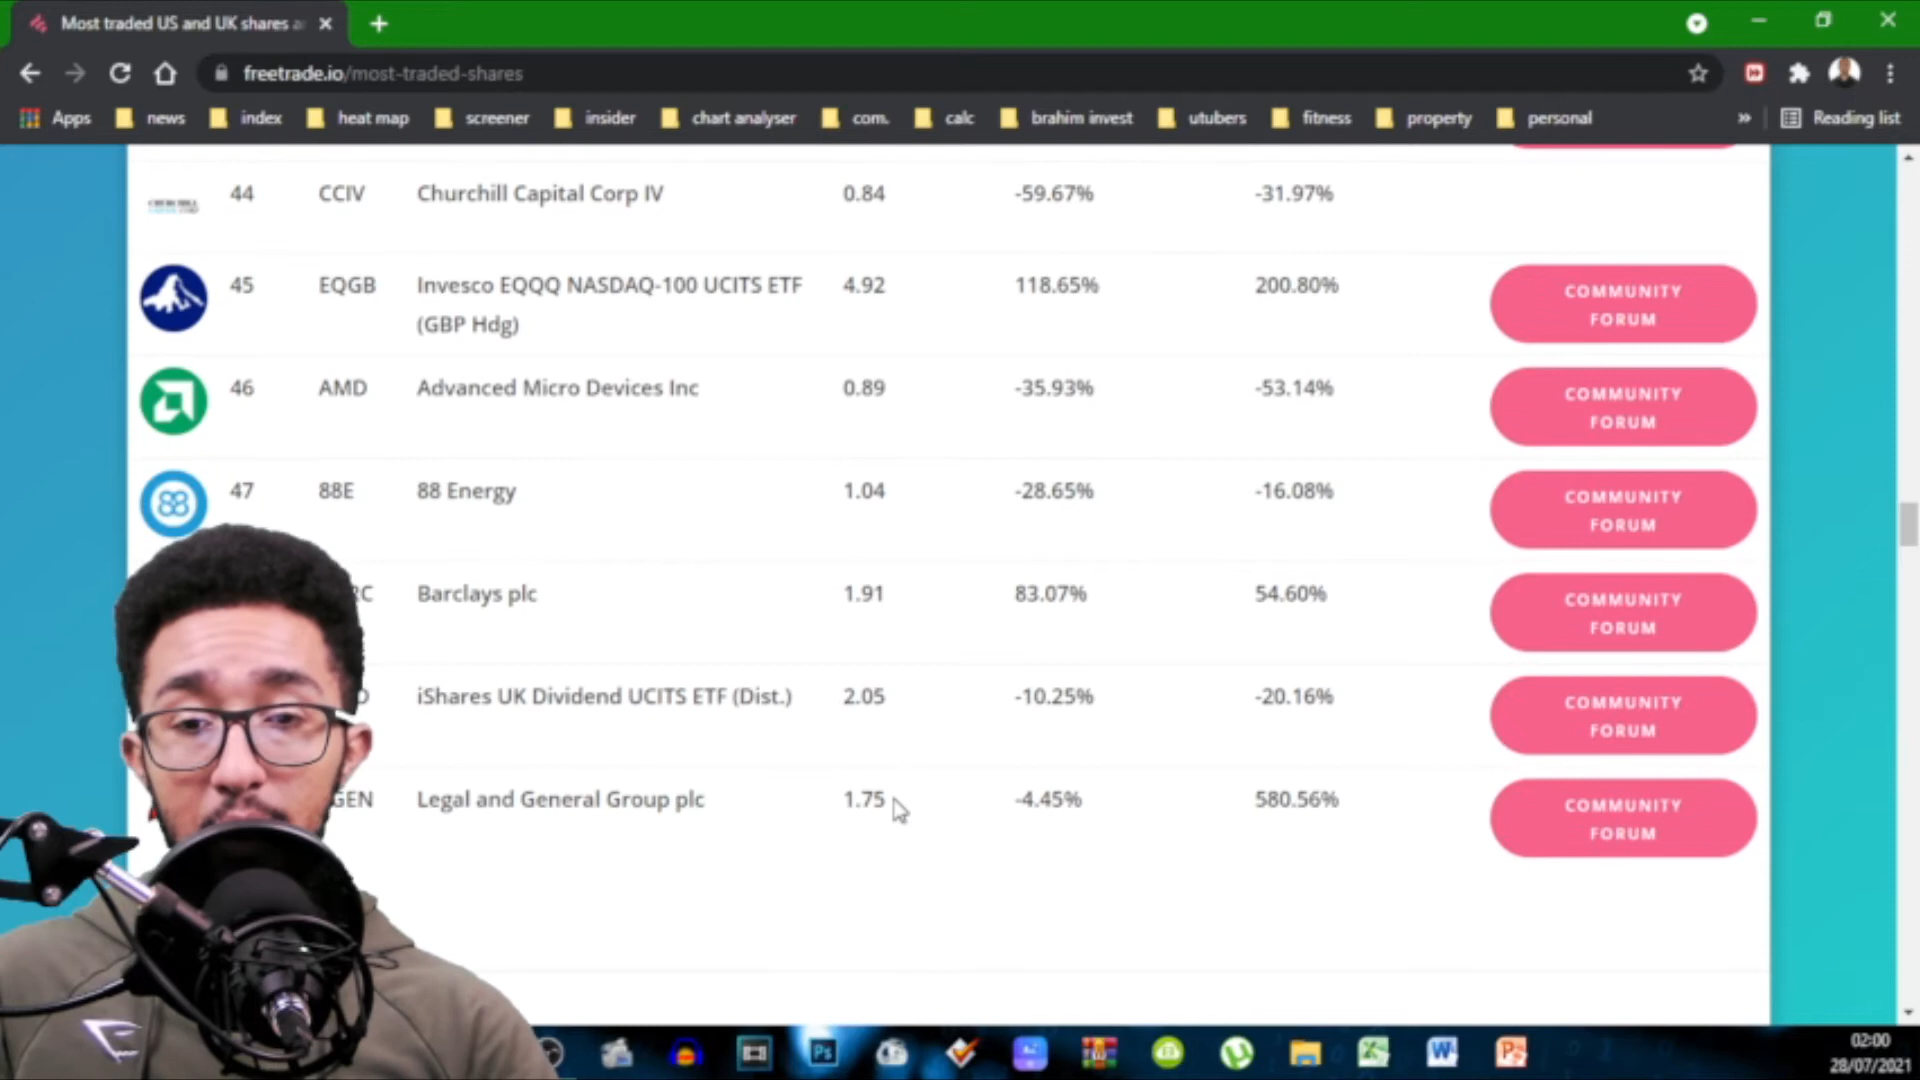 Most traded US and UK shares a
freetrade.io/most-traded-shares
Apps news index heat map screener insider chart analyser com. calc brahim invest utubers fitness property personal » Reading list
44 CCIV Churchill Capital Corp IV 0.84 -59.67% -31.97%
45 EQGB Invesco EQQQ NASDAQ-100 UCITS ETF 4.92 118.65% 200.80% COMMUNITY
(GBP Hdg) FORUM
46 AMD Advanced Micro Devices Inc 0.89 -35.93% -53.14% COMMUNITY
FORUM
88 47 88E 88 Energy 1.04 -28.65% -16.08% COMMUNITY
FORUM
RC Barclays plc 1.91 83.07% 54.60% COMMUNITY
FORUM
D iShares UK Dividend UCITS ETF (Dist.) 2.05 -10.25% -20.16% COMMUNITY
FORUM
GEN Legal and General Group plc 1.75 -4.45% 580.56% COMMUNITY
FORUM
Ps
02:00
28/07/2021